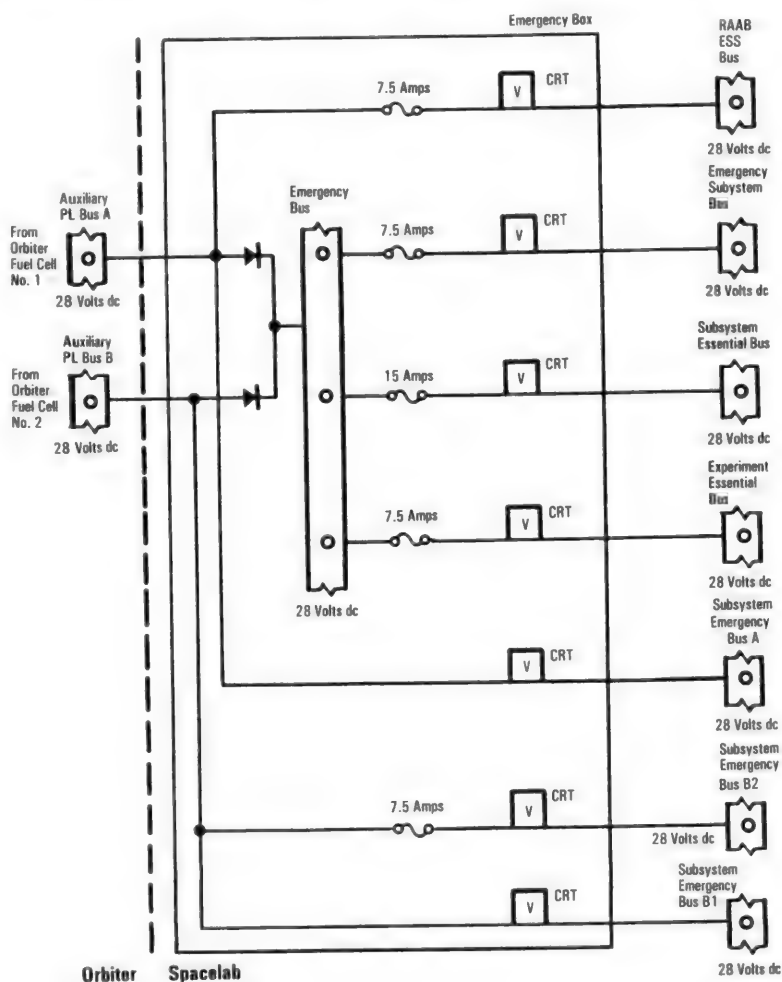 Emergency Box
RAAB
ESS
Bus
7.5 Amps
V
CRT
28 Volts dc
Emergency
Subystem
Bus
Emergency
Bus
7.5 Amps
V
CRT
28 Volts dc
Auxiliary
PL Bus A
From
Orbiter
Fuel Cell
No. 1
28 Volts dc
Auxiliary
PL Bus B
From
Orbiter
Fuel Cell
No. 2
28 Volts dc
Subsystem
Essential Bus
15 Amps
V
CRT
28 Volts dc
Experiment
Essential
Bus
7.5 Amps
V
CRT
28 Volts dc
28 Volts dc
Subsystem
Emergency
Bus A
V
CRT
28 Volts dc
Subsystem
Emergency
Bus B2
7.5 Amps
V
CRT
28 Volts dc
Subsystem
Emergency
Bus B1
V
CRT
28 Volts dc
Orbiter
Spacelab